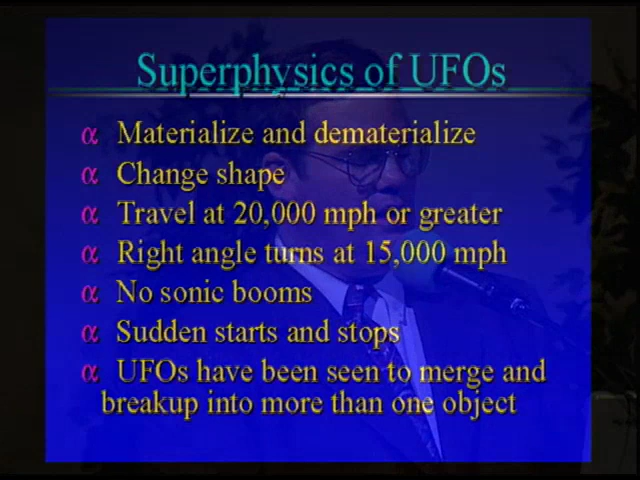 Superphysics of UFOs
α Materialize and dematerialize
α Change shape
α Travel at 20,000 mph or greater
α Right angle turns at 15,000 mph
α No sonic booms
α Sudden starts and stops
α UFOs have been seen to merge and
breakup into more than one object